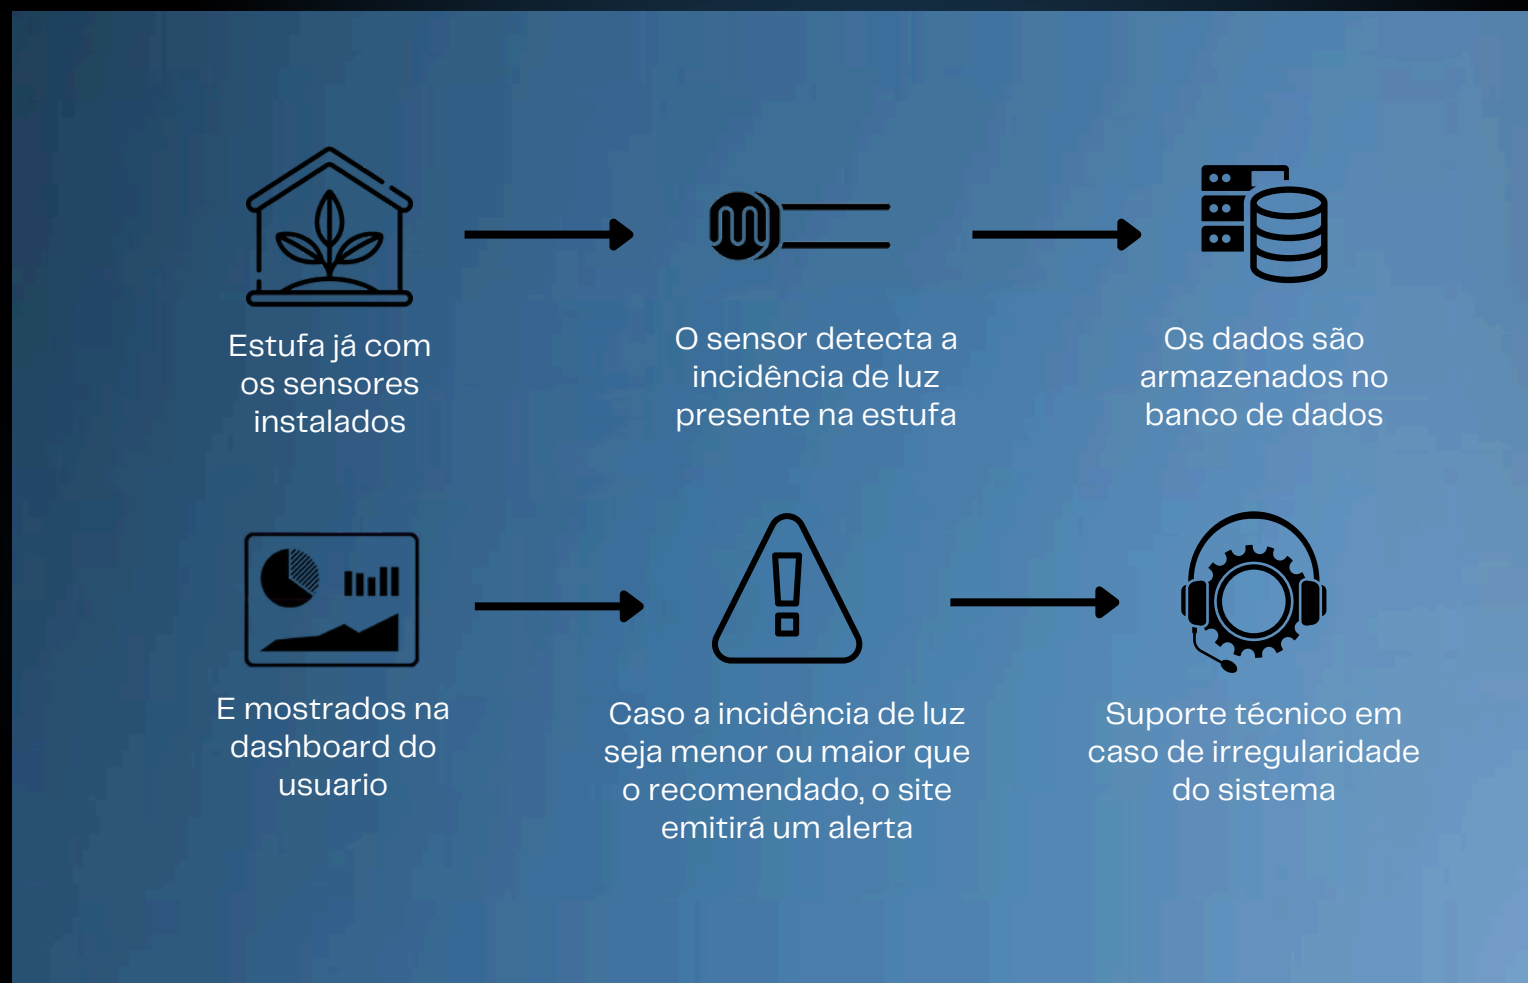 Estufa já com
os sensores
instalados
O sensor detecta a
incidência de luz
presente na estufa
Os dados são
armazenados no
banco de dados
E mostrados na
dashboard do
usuario
Caso a incidência de luz
seja menor ou maior que
o recomendado, o site
emitirá um alerta
Suporte técnico em
caso de irregularidade
do sistema